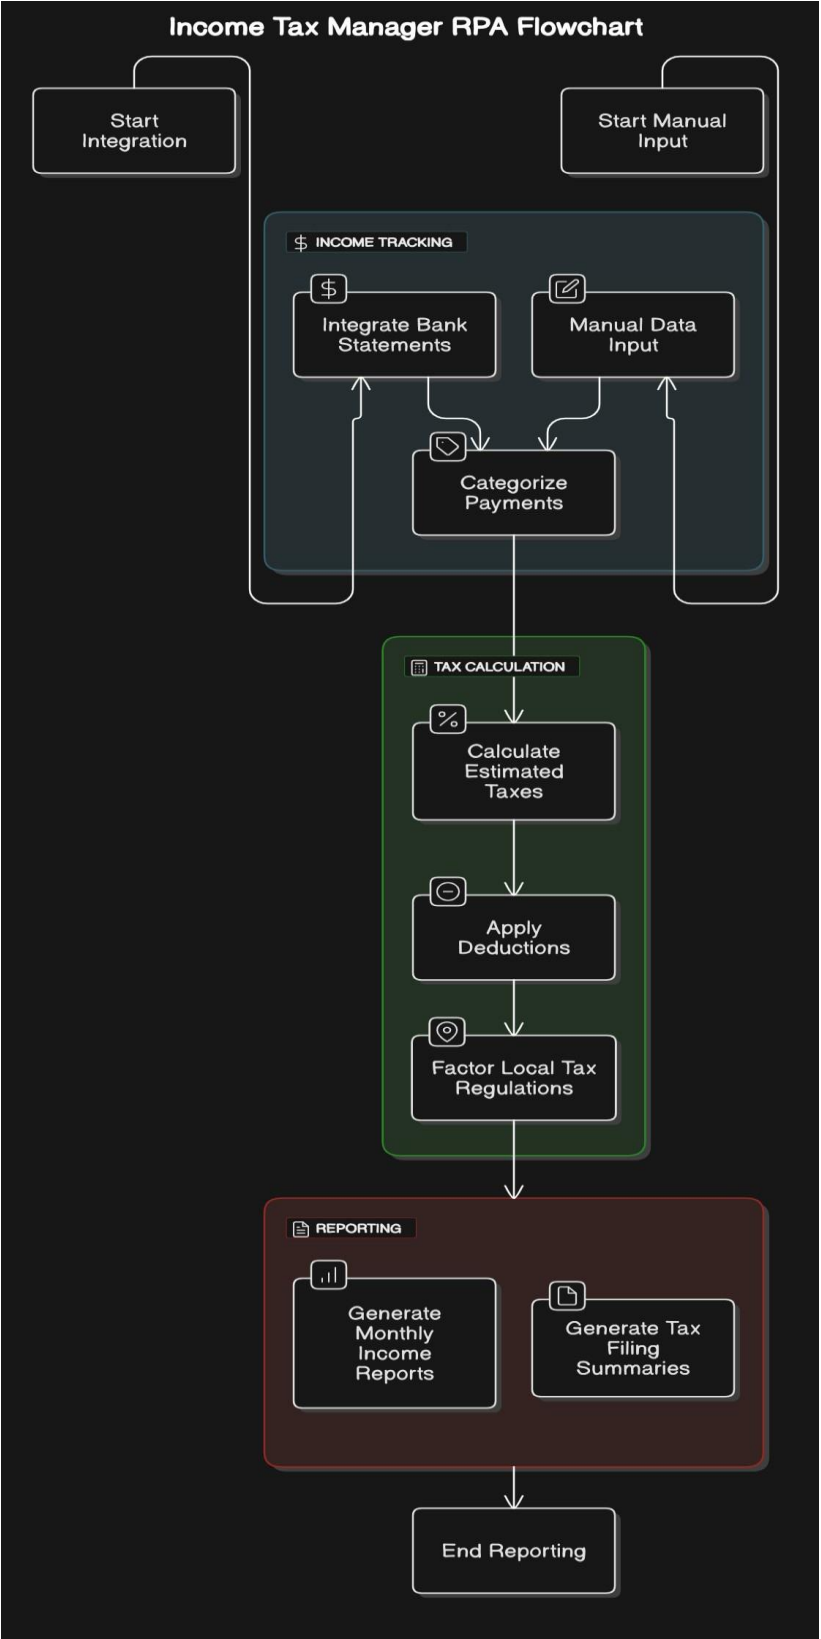 Income Tax Manager RPA Flowchart
Start
Integration
Start Manual
Input
INCOME TRACKING
Integrate Bank
Statements
Manual Data
Input
Categorize
Payments
TAX CALCULATION
Calculate
Estimated
Taxes
Apply
Deductions
Factor Local Tax
Regulations
REPORTING
Generate
Monthly
Income
Reports
Generate Tax
Filing
Summaries
End Reporting